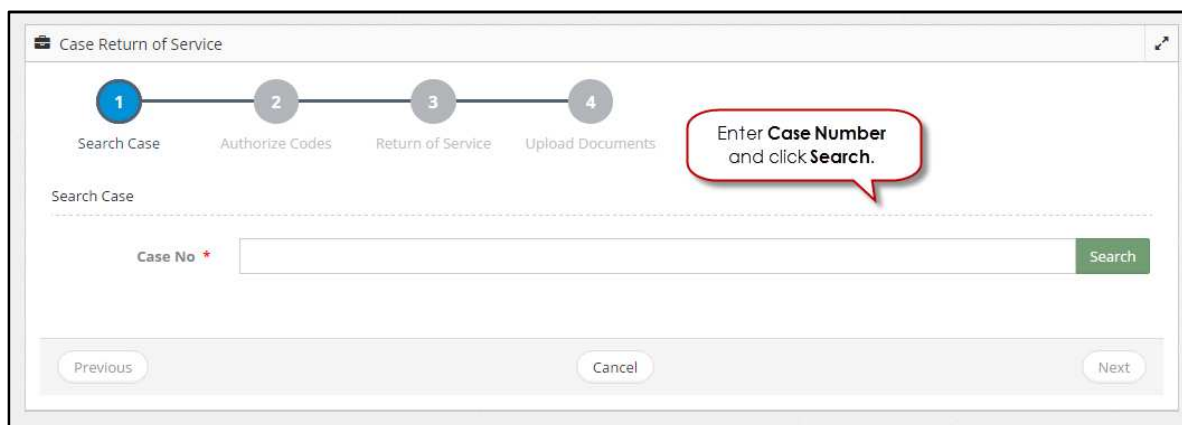 Case Return of Service
1 2 3 4
Search Case Authorize Codes Return of Service Upload Documents
Enter Case Number
and click Search.
Search Case
Case No * Search
Previous Cancel Next